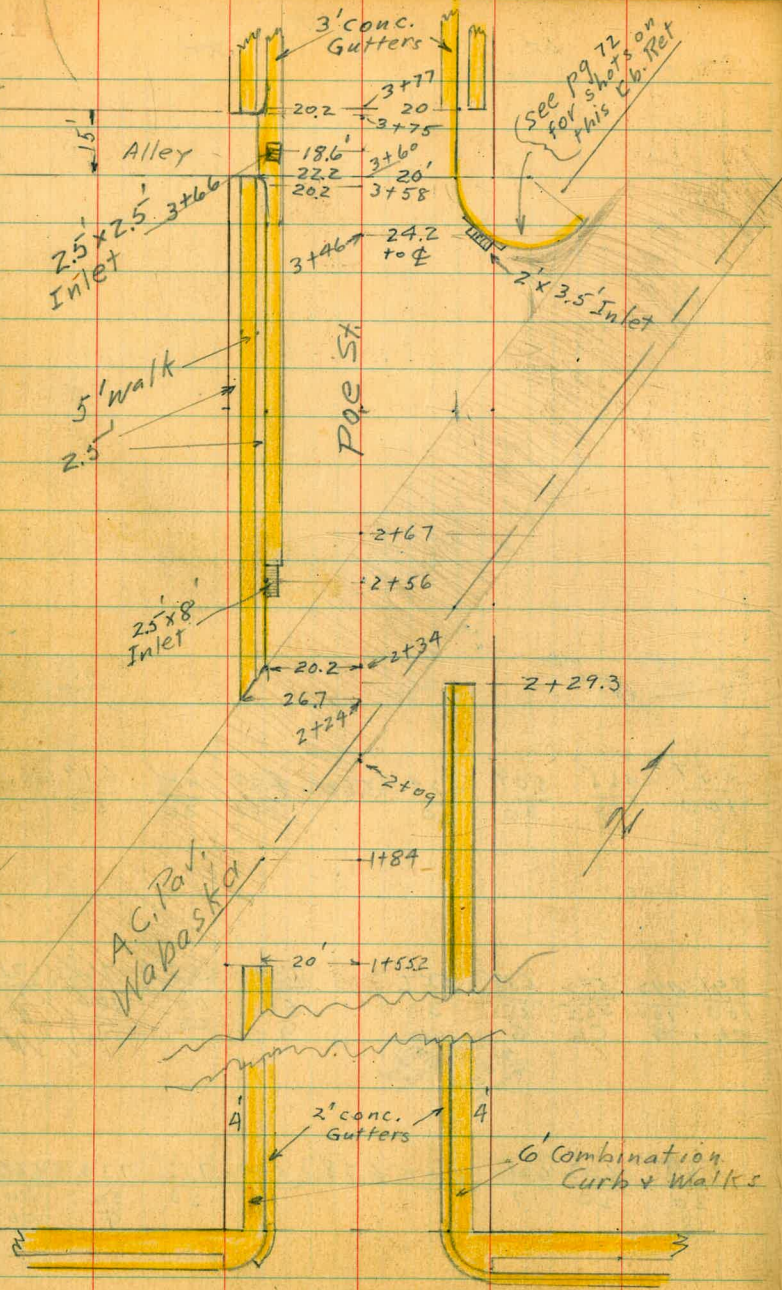 3' conc.
Gutters
(see pg 72
for shots on
this Cb. Ret
3+77
20.2
20
3+75
15'
Alley
18.6'
3+60
22.2
20'
20.2
3+58
2.5' x 2.5'
Inlet
3+66
3+46
24.2
to ℄
2' x 3.5' Inlet
5' Walk
2.5'
Poe St.
2+67
2+56
2.5' x 8'
Inlet
20.2
2+34
26.7
2+24
2+29.3
2+09
N
1+84
A.C. Pav.
Wabaska
20'
1+55.2
4'
2' conc.
Gutters
4'
6' Combination
Curb & Walks